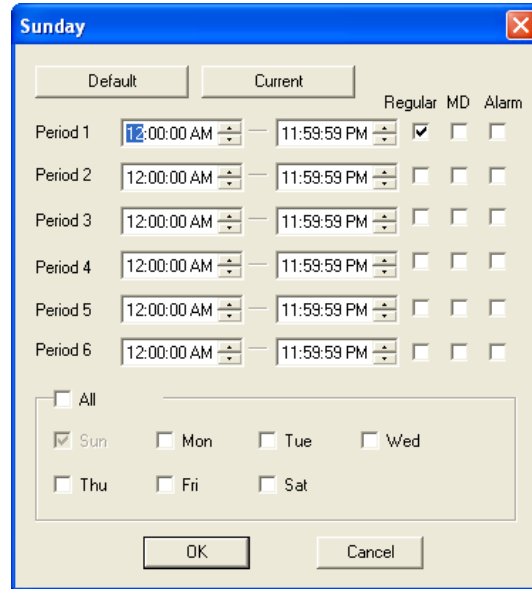 Sunday
Default Current
Regular MD Alarm
Period 1 12:00:00 AM 11:59:59 PM
Period 2 12:00:00 AM 11:59:59 PM
Period 3 12:00:00 AM 11:59:59 PM
Period 4 12:00:00 AM 11:59:59 PM
Period 5 12:00:00 AM 11:59:59 PM
Period 6 12:00:00 AM 11:59:59 PM
All
Sun Mon Tue Wed
Thu Fri Sat
OK Cancel